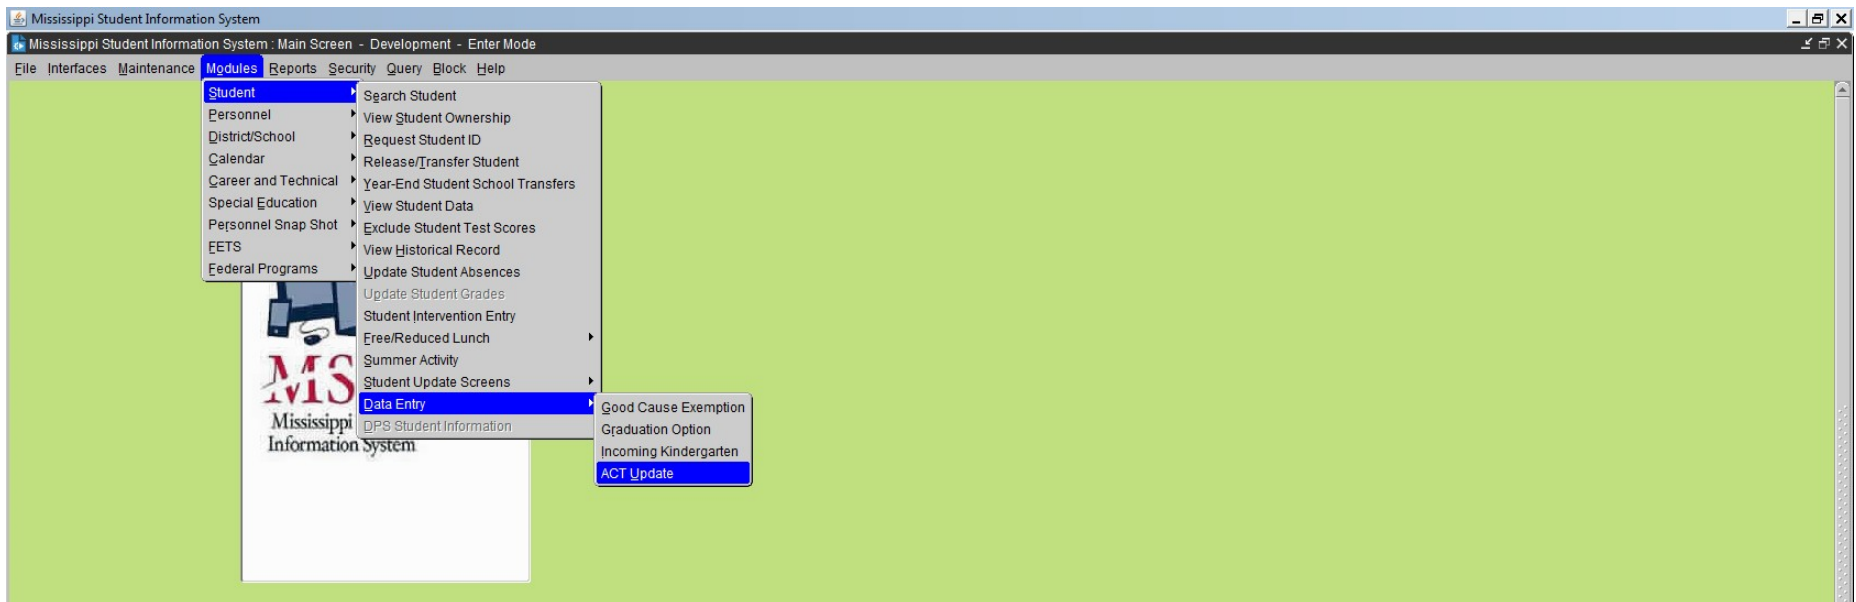 Mississippi Student Information System
Mississippi Student Information System : Main Screen - Development - Enter Mode
File Interfaces Maintenance Modules Reports Security Query Block Help
Student
Personnel
District/School
Calendar
Career and Technical
Special Education
Personnel Snap Shot
FETS
Federal Programs
Search Student
View Student Ownership
Request Student ID
Release/Transfer Student
Year-End Student School Transfers
View Student Data
Exclude Student Test Scores
View Historical Record
Update Student Absences
Update Student Grades
Student Intervention Entry
Free/Reduced Lunch
Summer Activity
Student Update Screens
Data Entry
DPS Student Information
Good Cause Exemption
Graduation Option
Incoming Kindergarten
ACT Update
MS
Mississippi
Information System